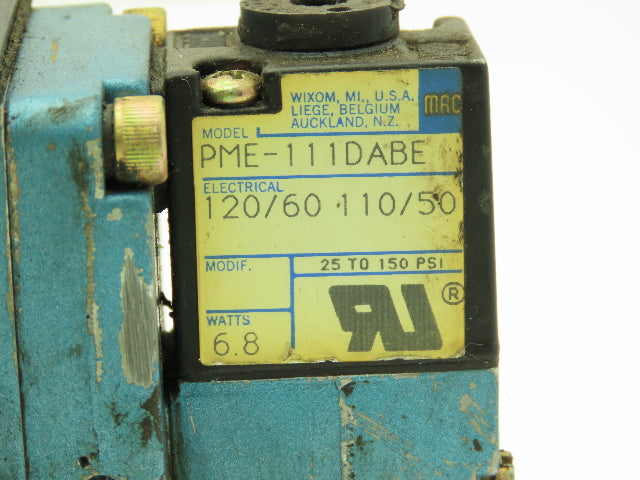 WIXOM, MI., U.S.A.
LIEGE, BELGIUM
AUCKLAND, N.Z.
MAC
MODEL
PME-111DABE
ELECTRICAL
120/60 110/50
MODIF.
25 TO 150 PSI
WATTS
6.8
RU ®